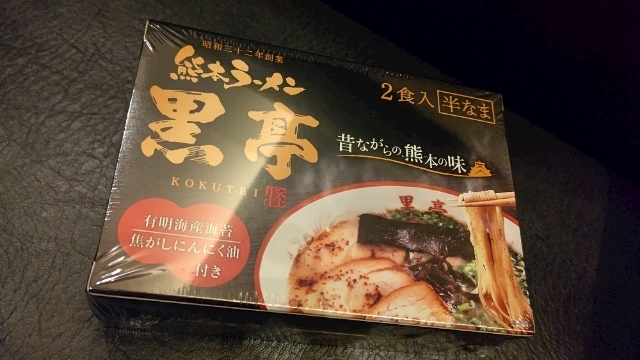 昭和三十二年創業
熊本ラーメン
黒亭
KOKUTEI
2食入 半なま
昔ながらの、熊本の味
有明海産海苔
焦がしにんにく油
付き
黒亭